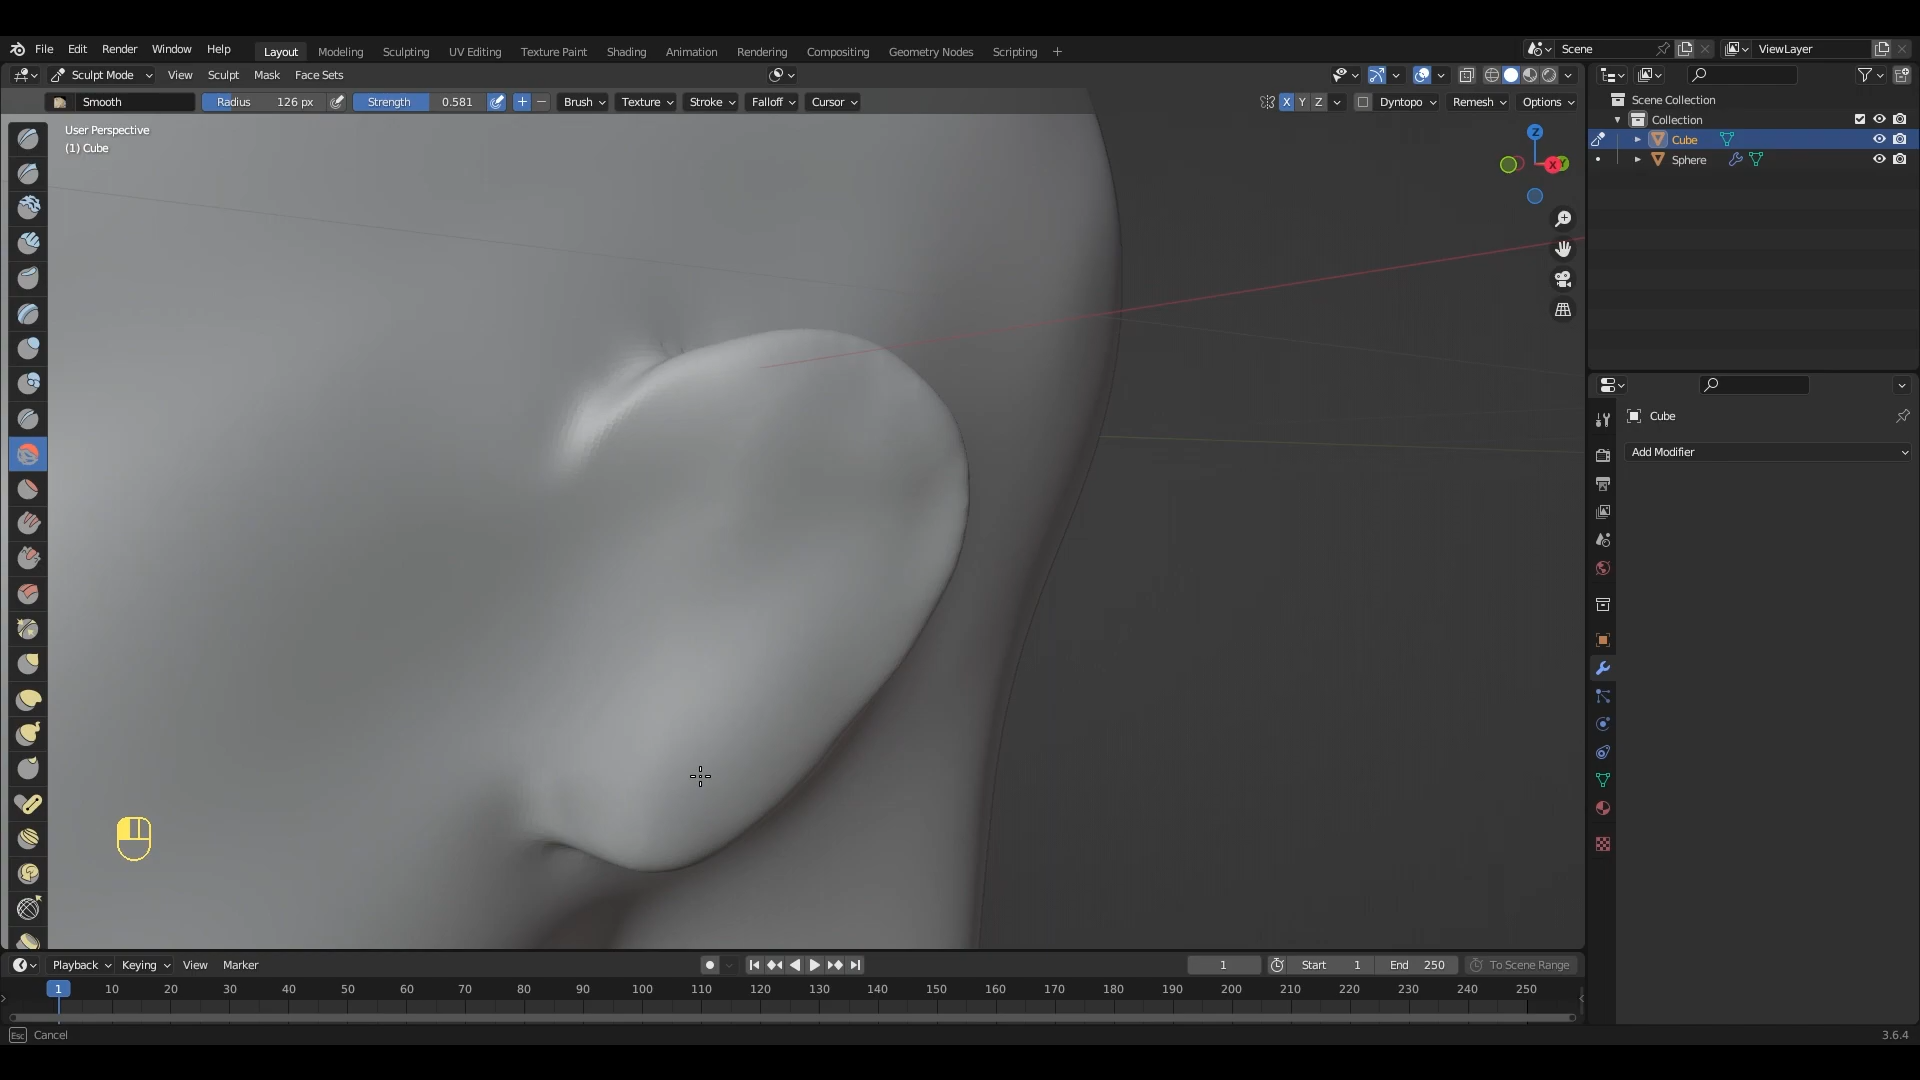 File Edit Render Window Help Layout Modeling Sculpting UV Editing Texture Paint Shading Animation Rendering Compositing Geometry Nodes Scripting + Scene ViewLayer
Sculpt Mode View Sculpt Mask Face Sets
Smooth Radius 126 px Strength 0.581 Brush Texture Stroke Falloff Cursor X Y Z Dyntopo Remesh Options
User Perspective
(1) Cube
Z
X Y
Scene Collection
Collection
Cube
Sphere
Cube
Add Modifier
Playback Keying View Marker 1 Start 1 End 250 To Scene Range
1 10 20 30 40 50 60 70 80 90 100 110 120 130 140 150 160 170 180 190 200 210 220 230 240 250
Esc Cancel 3.6.4